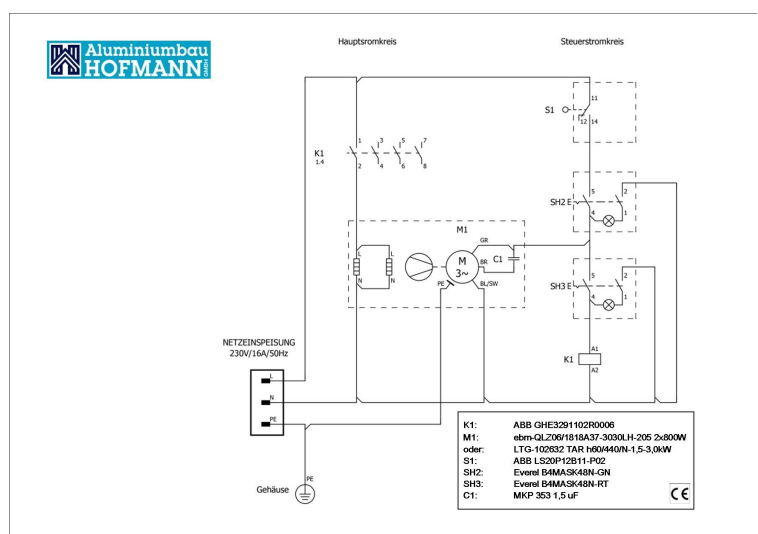 Aluminiumbau
HOFMANN GMBH
Hauptsromkreis
Steuerstromkreis
11
S1
12 14
1 3 5 7
K1
1.4
2 4 6 8
5 2
SH2 E
4 1
M1
GR
L L
M
3~
BR C1
N N
PE BL/SW
5 2
SH3 E
4 1
NETZEINSPEISUNG
230V/16A/50Hz
A1
K1
A2
L
N
PE
PE
Gehäuse
K1: ABB GHE3291102R0006
M1: ebm-QLZ06/1818A37-3030LH-205 2x800W
oder: LTG-102632 TAR h60/440/N-1,5-3,0kW
S1: ABB LS20P12B11-P02
SH2: Everel B4MASK48N-GN
SH3: Everel B4MASK48N-RT
C1: MKP 353 1,5 uF
CE